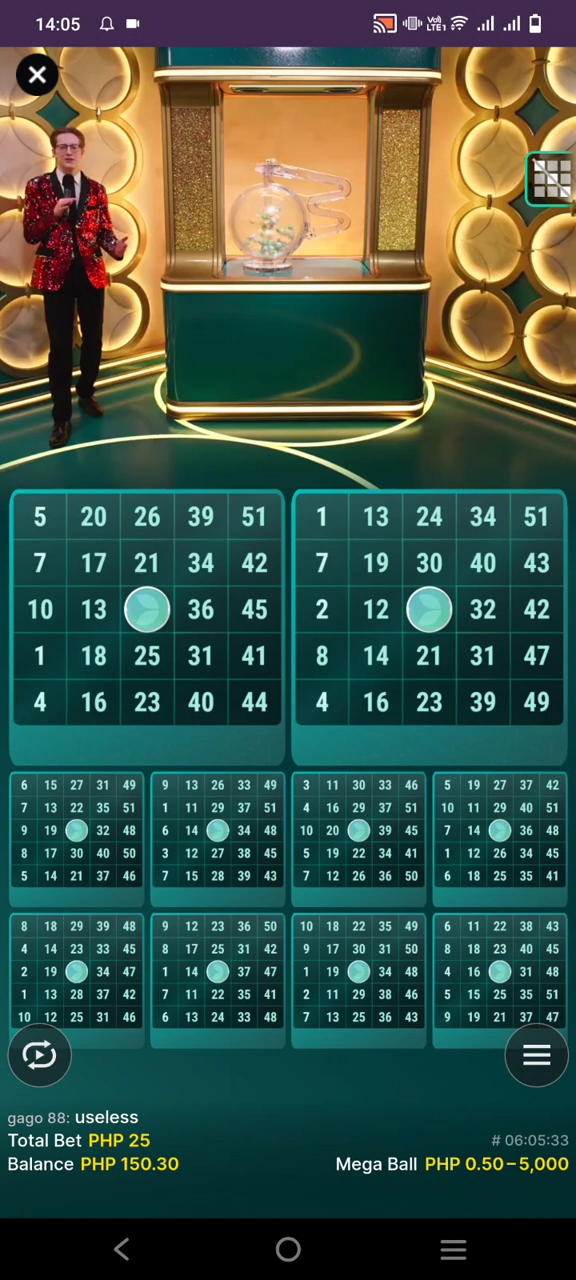 14:05
Vo) LTE1
5 20 26 39 51
7 17 21 34 42
10 13 36 45
1 18 25 31 41
4 16 23 40 44
1 13 24 34 51
7 19 30 40 43
2 12 32 42
8 14 21 31 47
4 16 23 39 49
6 15 27 31 49
7 13 22 35 51
9 19 32 48
8 17 30 40 50
5 14 21 37 46
9 13 26 33 49
1 11 29 37 51
6 14 34 48
3 12 27 38 45
7 15 28 39 43
3 11 30 33 46
4 16 29 37 51
10 20 39 45
5 19 22 34 41
7 12 26 36 50
5 19 27 37 42
10 11 29 40 51
7 14 36 48
1 12 26 34 45
6 18 25 35 41
8 18 29 39 48
4 14 23 33 45
2 19 34 47
1 13 28 37 42
10 12 25 31 46
9 12 23 36 50
8 17 25 31 42
1 14 37 47
7 11 22 35 41
6 13 24 33 48
10 18 22 35 49
9 17 30 31 50
1 19 34 48
2 11 29 38 46
7 13 25 36 43
6 11 22 38 43
8 18 23 40 45
4 16 31 48
5 15 25 35 51
9 19 21 37 47
gago 88: useless
Total Bet PHP 25
# 06:05:33
Balance PHP 150.30
Mega Ball PHP 0.50–5,000